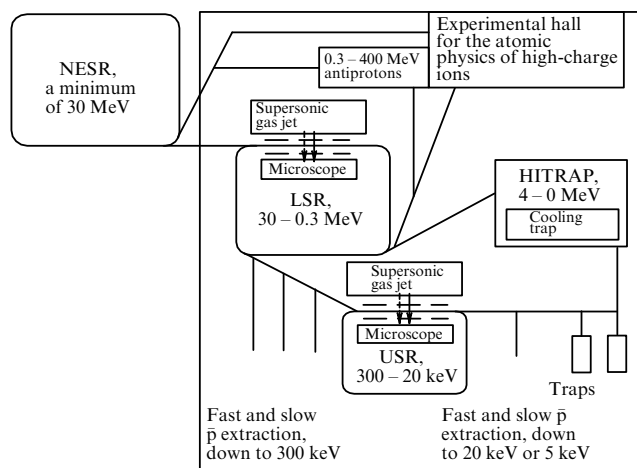 NESR,
a minimum
of 30 MeV
Experimental hall
for the atomic
physics of high-charge
ions
0.3 – 400 MeV
antiprotons
Supersonic
gas jet
Microscope
LSR,
30 – 0.3 MeV
HITRAP,
4 – 0 MeV
Cooling
trap
Supersonic
gas jet
Microscope
USR,
300 – 20 keV
Traps
Fast and slow
p̄ extraction,
down to 300 keV
Fast and slow p̄
extraction, down
to 20 keV or 5 keV